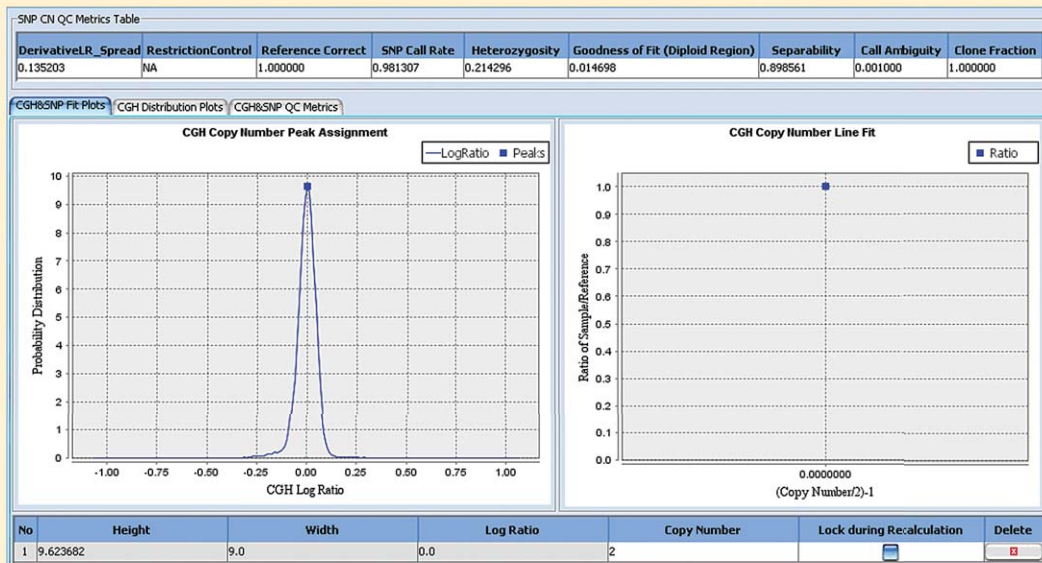 SNP CN QC Metrics Table
DerivativeLR_Spread RestrictionControl Reference Correct SNP Call Rate Heterozygosity Goodness of Fit (Diploid Region) Separability Call Ambiguity Clone Fraction
0.135203 NA 1.000000 0.981307 0.214296 0.014698 0.898561 0.001000 1.000000
CGH&SNP Fit Plots CGH Distribution Plots CGH&SNP QC Metrics
CGH Copy Number Peak Assignment
LogRatio Peaks
10
9
8
7
6
5
4
3
2
1
0
Probability Distribution
-1.00 -0.75 -0.50 -0.25 0.00 0.25 0.50 0.75 1.00
CGH Log Ratio
CGH Copy Number Line Fit
Ratio
1.0
0.9
0.8
0.7
0.6
0.5
0.4
0.3
0.2
0.1
0.0
Ratio of Sample/Reference
0.0000000
(Copy Number/2)-1
No Height Width Log Ratio Copy Number Lock during Recalculation Delete
1 9.623682 9.0 0.0 2